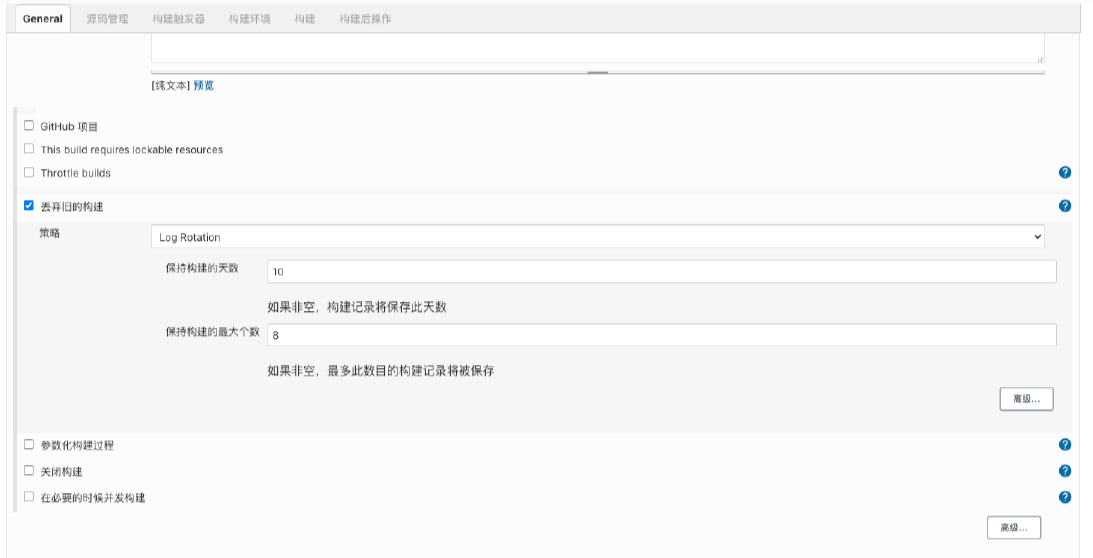 General 源码管理 构建触发器 构建环境 构建 构建后操作
[纯文本] 预览
GitHub 项目
This build requires lockable resources
Throttle builds ?
丢弃旧的构建 ?
策略 Log Rotation
保持构建的天数 10
如果非空，构建记录将保存此天数
保持构建的最大个数 8
如果非空，最多此数目的构建记录将被保存
高级...
参数化构建过程 ?
关闭构建 ?
在必要的时候并发构建 ?
高级...